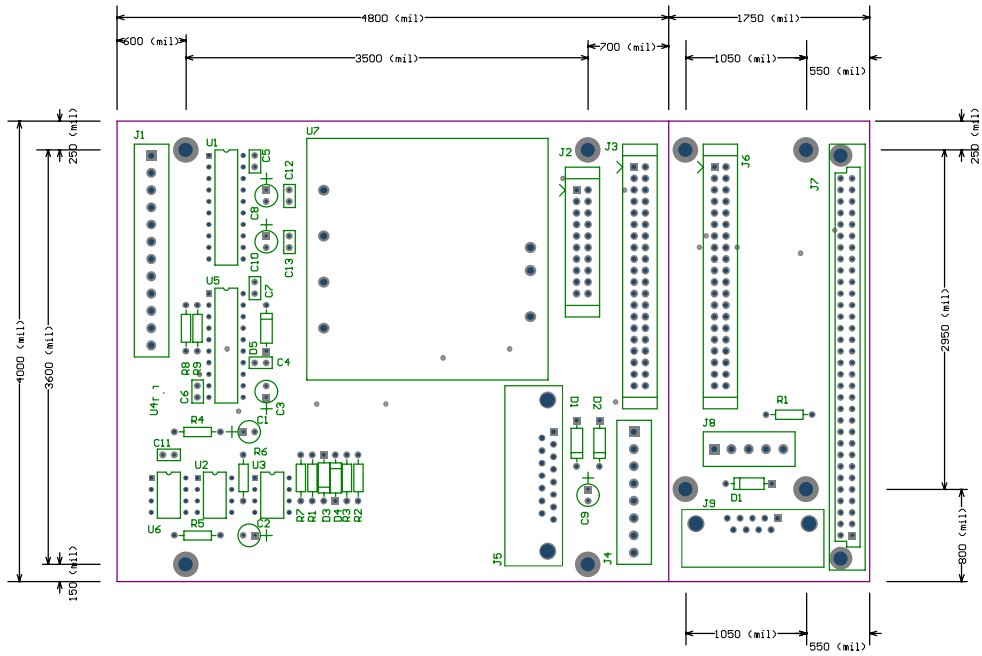 4800 (mil)
1750 (mil)
600 (mil)
700 (mil)
3500 (mil)
1050 (mil)
550 (mil)
250 (mil)
250 (mil)
J1
U1
C5
C12
U7
J2
J3
J6
J7
C8
C10
C13
U5
C7
D5
C4
R8
R9
C6
C3
4000 (mil)
3600 (mil)
2950 (mil)
R4
C1
C11
R6
U2
U3
D1
D2
R1
J8
D1
J9
C9
U6
R5
C2
R7
R1
D3
D4
R3
R2
J5
J4
150 (mil)
800 (mil)
1050 (mil)
550 (mil)